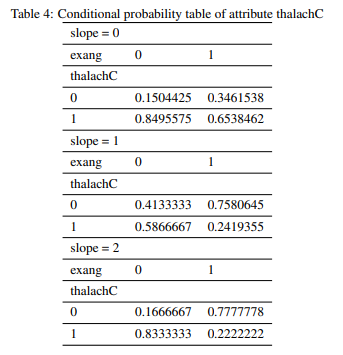 Table 4: Conditional probability table of attribute thalachC
slope = 0
exang 0 1
thalachC
0 0.1504425 0.3461538
1 0.8495575 0.6538462
slope = 1
exang 0 1
thalachC
0 0.4133333 0.7580645
1 0.5866667 0.2419355
slope = 2
exang 0 1
thalachC
0 0.1666667 0.7777778
1 0.8333333 0.2222222